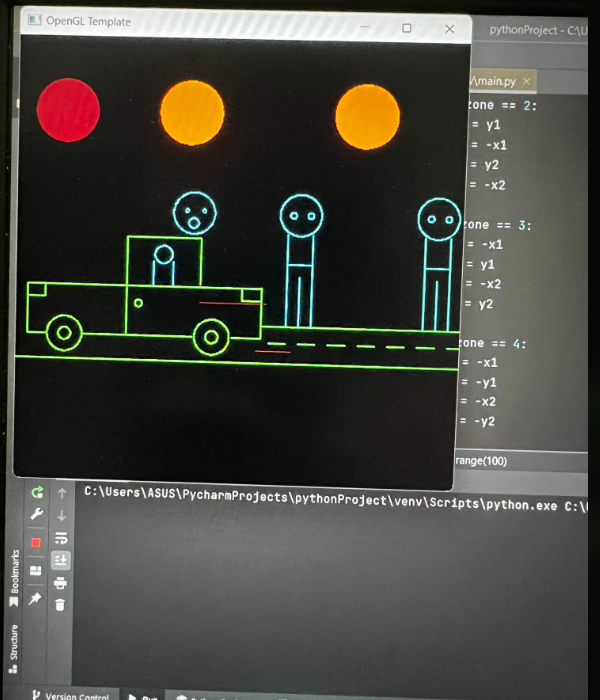 OpenGL Template
pythonProject - C:\U
\main.py ×
zone == 2:
= y1
= -x1
= y2
= -x2
zone == 3:
= -x1
= y1
= -x2
= y2
zone == 4:
= -x1
= -y1
= -x2
= -y2
range(100)
C:\Users\ASUS\PycharmProjects\pythonProject\venv\Scripts\python.exe C:\
Bookmarks
Structure
Version Control
Run